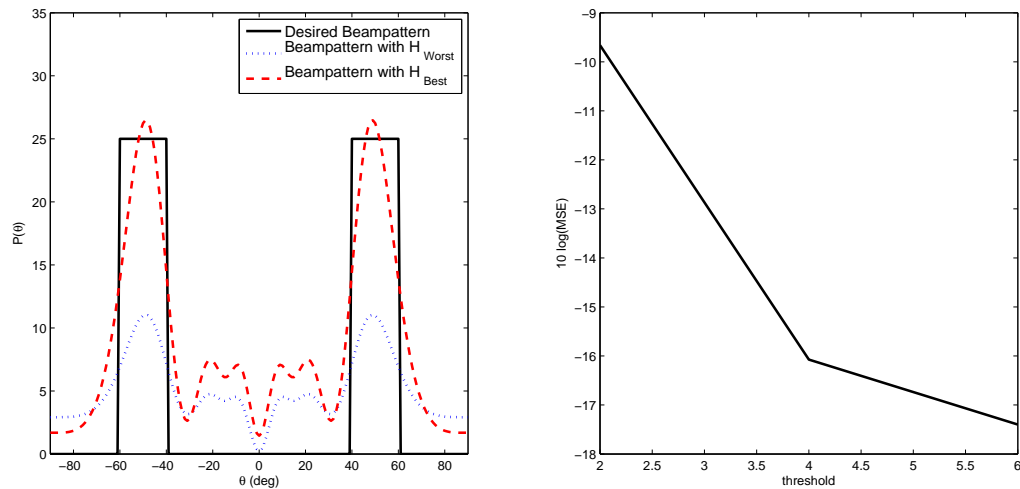 35
30
25
20
15
10
5
0
P(θ)
Desired Beampattern
Beampattern with H Worst
Beampattern with H Best
−80 −60 −40 −20 0 20 40 60 80
θ (deg)
−9
−10
−11
−12
−13
−14
−15
−16
−17
−18
10 log(MSE)
2 2.5 3 3.5 4 4.5 5 5.5 6
threshold